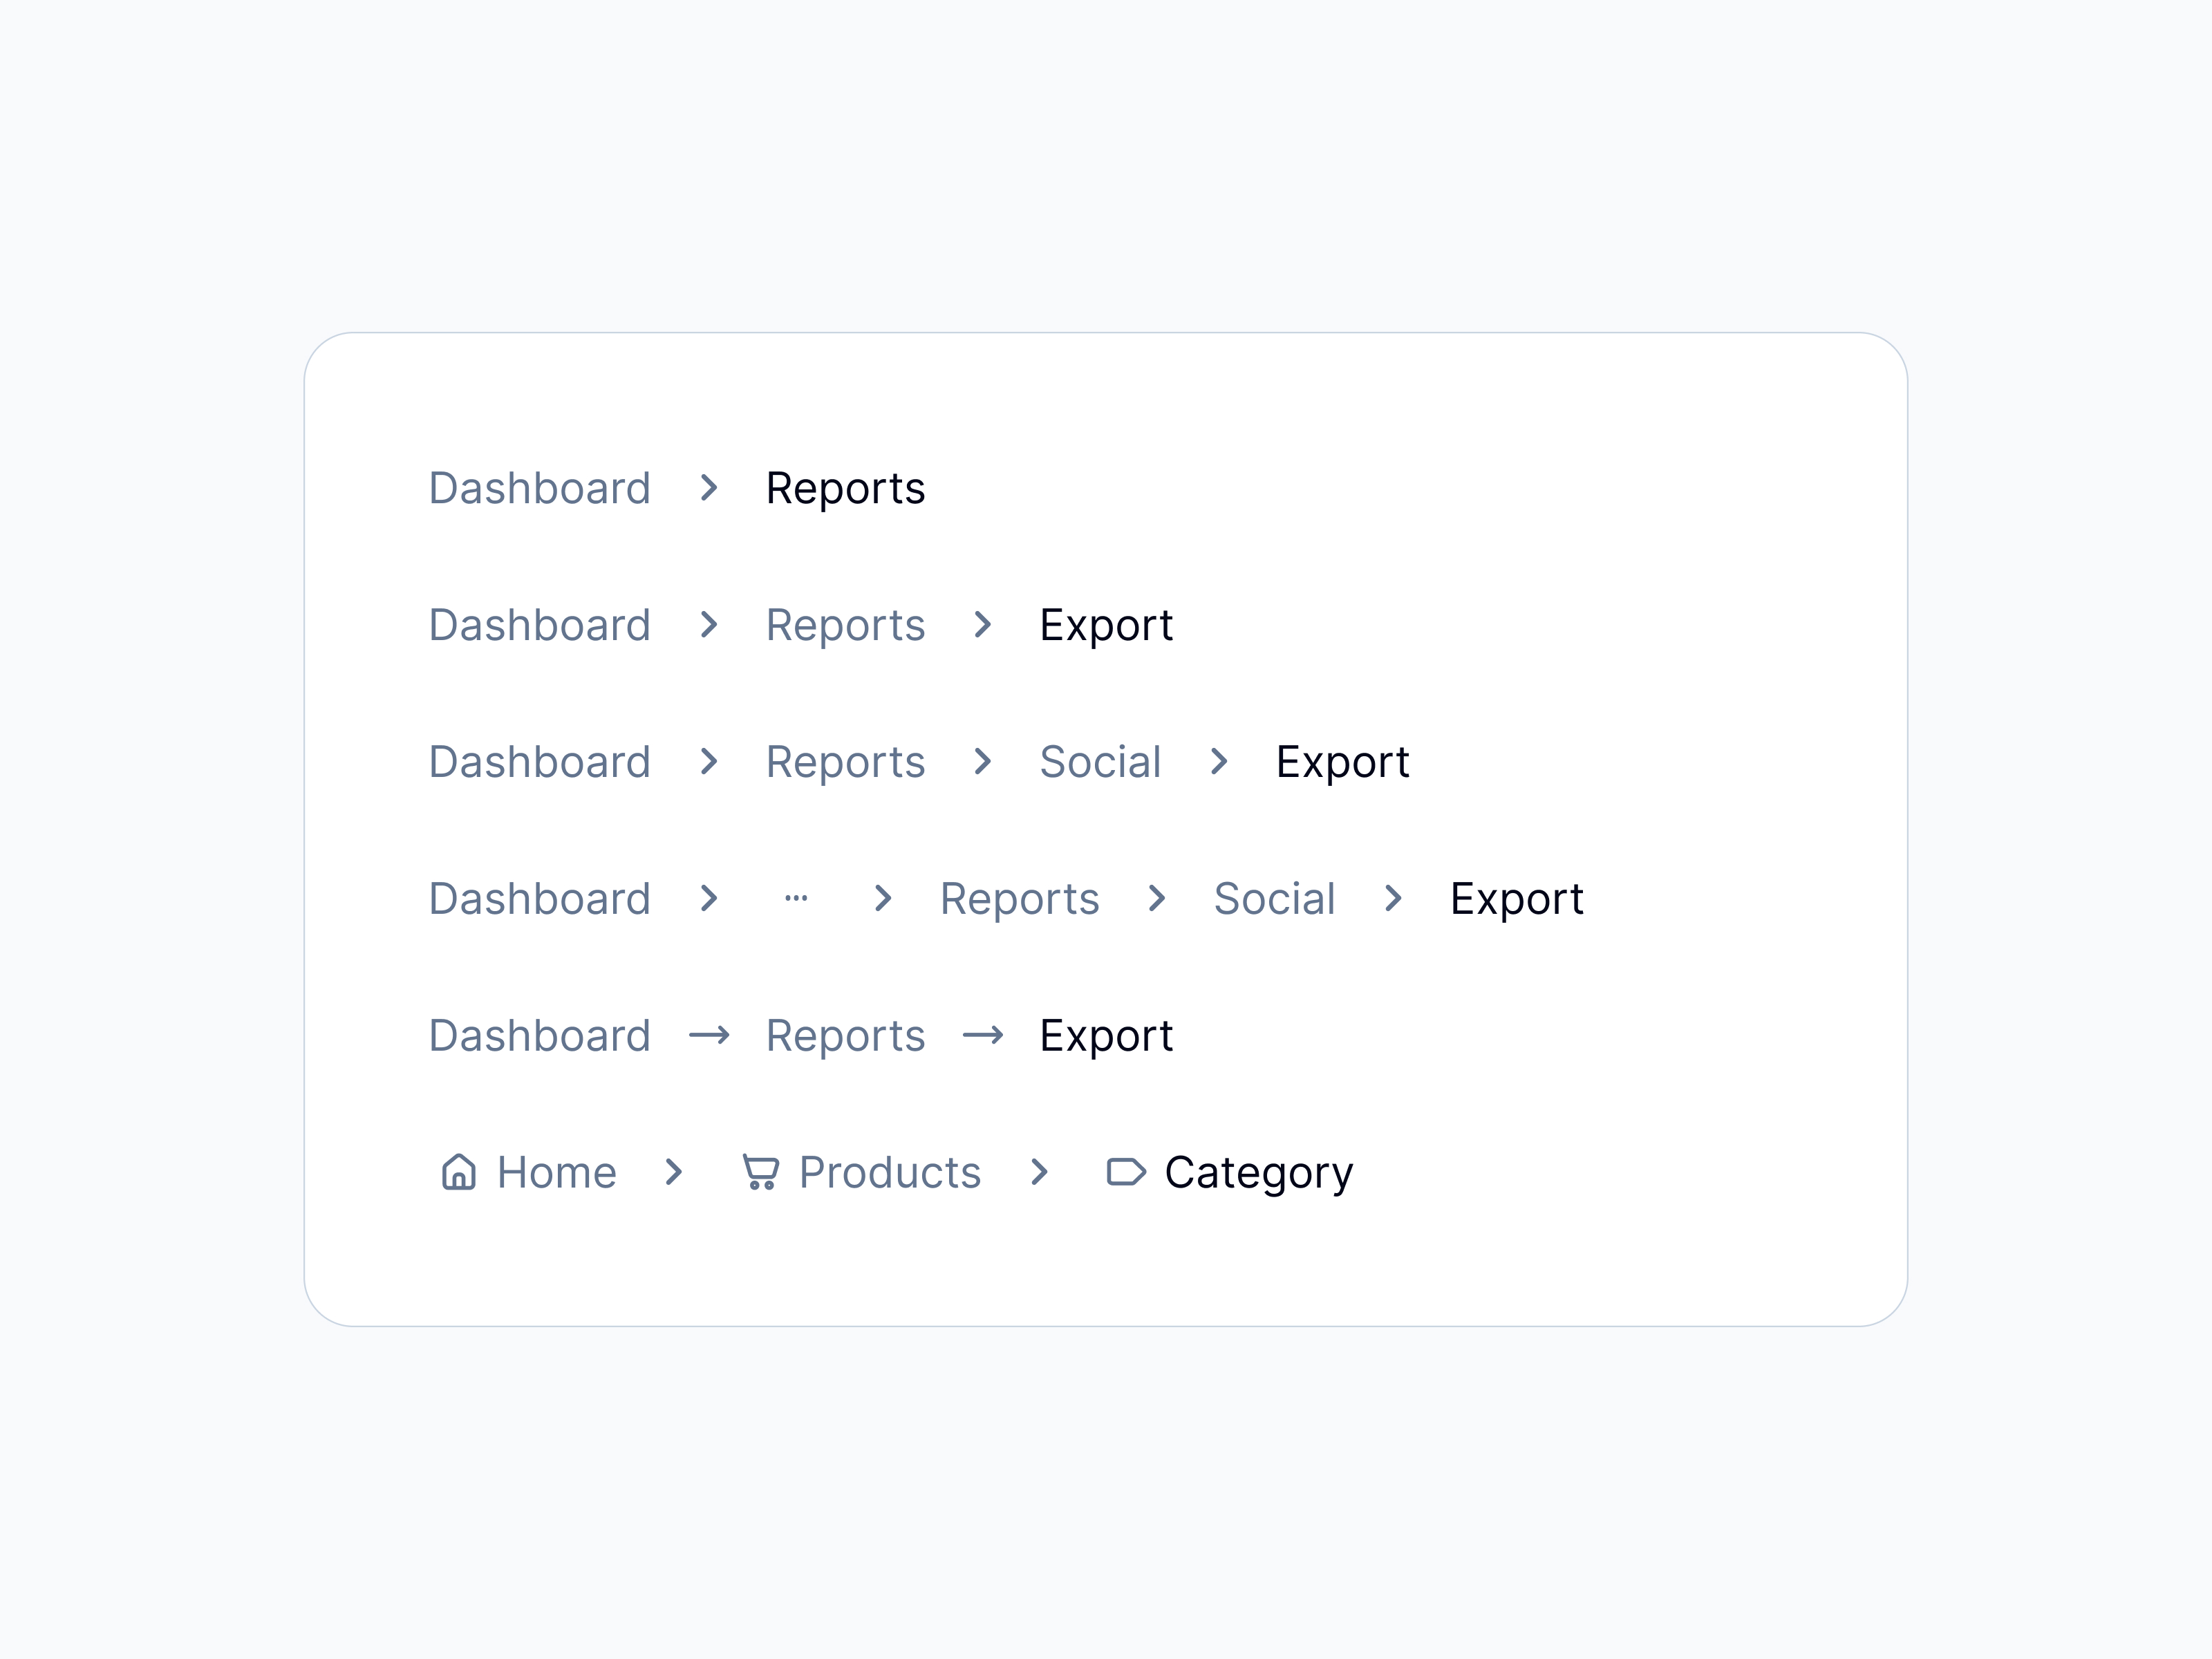 Dashboard > Reports
Dashboard > Reports > Export
Dashboard > Reports > Social > Export
Dashboard > ... > Reports > Social > Export
Dashboard → Reports → Export
Home > Products > Category